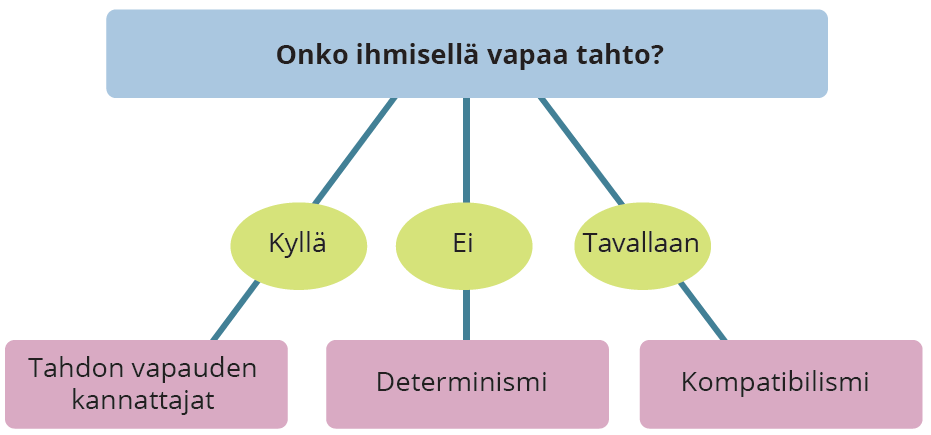 Onko ihmisellä vapaa tahto?
Kyllä
Ei
Tavallaan
Tahdon vapauden
kannattajat
Determinismi
Kompatibilismi